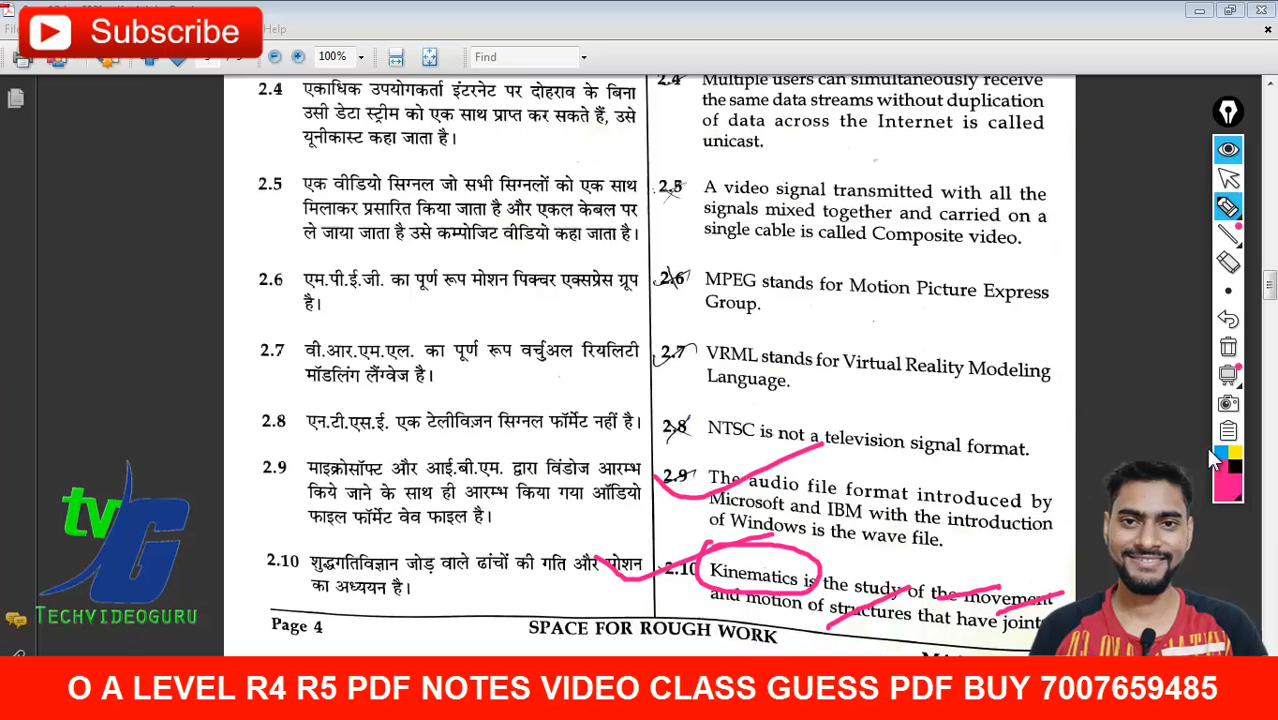 Subscribe
Help
100%
Find
2.4 एकाधिक उपयोगकर्ता इंटरनेट पर दोहराव के बिना
उसी डेटा स्ट्रीम को एक साथ प्राप्त कर सकते हैं, उसे
यूनीकास्ट कहा जाता है।
2.5 एक वीडियो सिग्नल जो सभी सिग्नलों को एक साथ
मिलाकर प्रसारित किया जाता है और एकल केबल पर
ले जाया जाता है उसे कम्पोजिट वीडियो कहा जाता है।
2.6 एम.पी.ई.जी. का पूर्ण रूप मोशन पिक्चर एक्सप्रेस ग्रूप
है।
2.7 वी.आर.एम.एल. का पूर्ण रूप वर्चुअल रियलिटी
मॉडलिंग लैंग्वेज है।
2.8 एन.टी.एस.ई. एक टेलीविज़न सिग्नल फॉर्मेट नहीं है।
2.9 माइक्रोसॉफ्ट और आई.बी.एम. द्वारा विंडोज आरम्भ
किये जाने के साथ ही आरम्भ किया गया ऑडियो
फाइल फॉर्मेट वेव फाइल है।
2.10 शुद्धगतिविज्ञान जोड़ वाले ढांचों की गति और मोशन
का अध्ययन है।
2.4 Multiple users can simultaneously receive
the same data streams without duplication
of data across the Internet is called
unicast.
2.5 A video signal transmitted with all the
signals mixed together and carried on a
single cable is called Composite video.
2.6 MPEG stands for Motion Picture Express
Group.
2.7 VRML stands for Virtual Reality Modeling
Language.
2.8 NTSC is not a television signal format.
2.9 The audio file format introduced by
Microsoft and IBM with the introduction
of Windows is the wave file.
2.10 Kinematics is the study of the movement
and motion of structures that have joints
Page 4
SPACE FOR ROUGH WORK
tv
G
TECHVIDEOGURU
O A LEVEL R4 R5 PDF NOTES VIDEO CLASS GUESS PDF BUY 7007659485